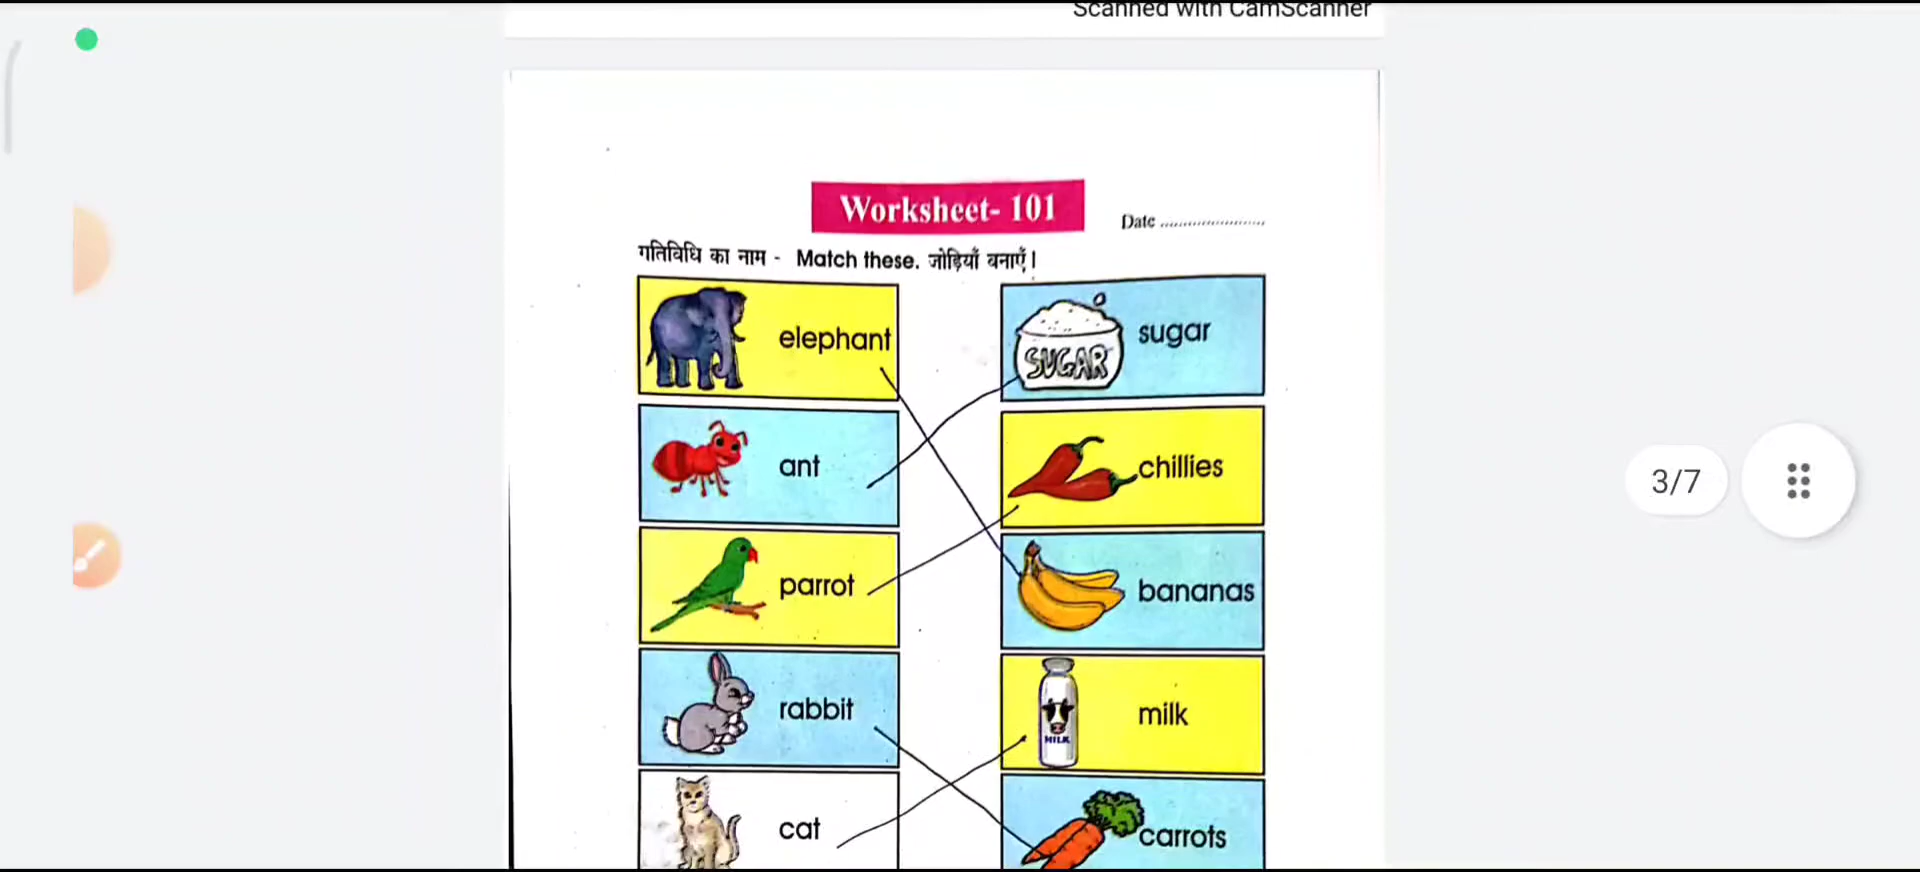 Scanned with CamScanner
Worksheet- 101
Date ......................
गतिविधि का नाम - Match these. जोड़ियाँ बनाएँ।
elephant
SUGAR
sugar
ant
chillies
parrot
bananas
rabbit
MILK
milk
cat
carrots
3/7